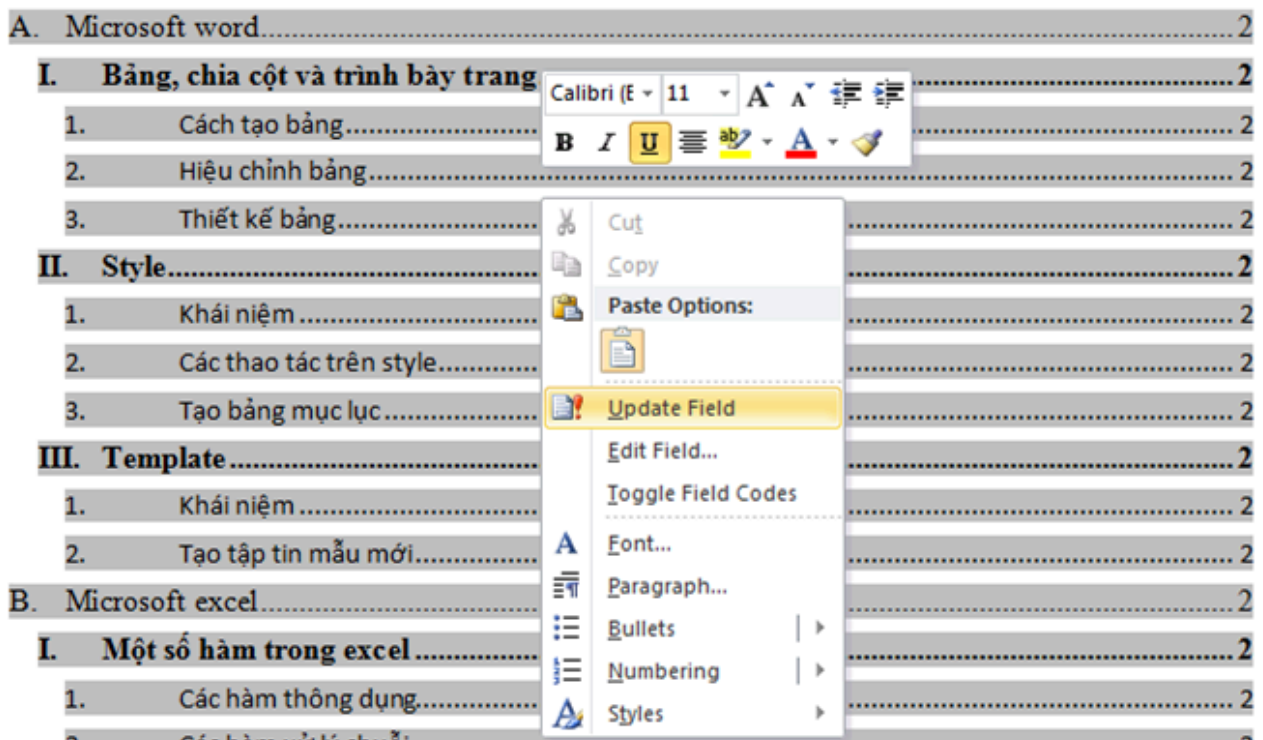 A. Microsoft word 2
I. Bảng, chia cột và trình bày trang 2
Calibri (E 11
1. Cách tạo bảng 2
B I U ab A
2. Hiệu chỉnh bảng 2
3. Thiết kế bảng 2
Cut
II. Style 2
Copy
Paste Options:
1. Khái niệm 2
2. Các thao tác trên style 2
3. Tạo bảng mục lục 2
Update Field
Edit Field...
III. Template 2
Toggle Field Codes
1. Khái niệm 2
2. Tạo tập tin mẫu mới 2
Font...
B. Microsoft excel 2
Paragraph...
Bullets
I. Một số hàm trong excel 2
Numbering
1. Các hàm thông dụng 2
Styles